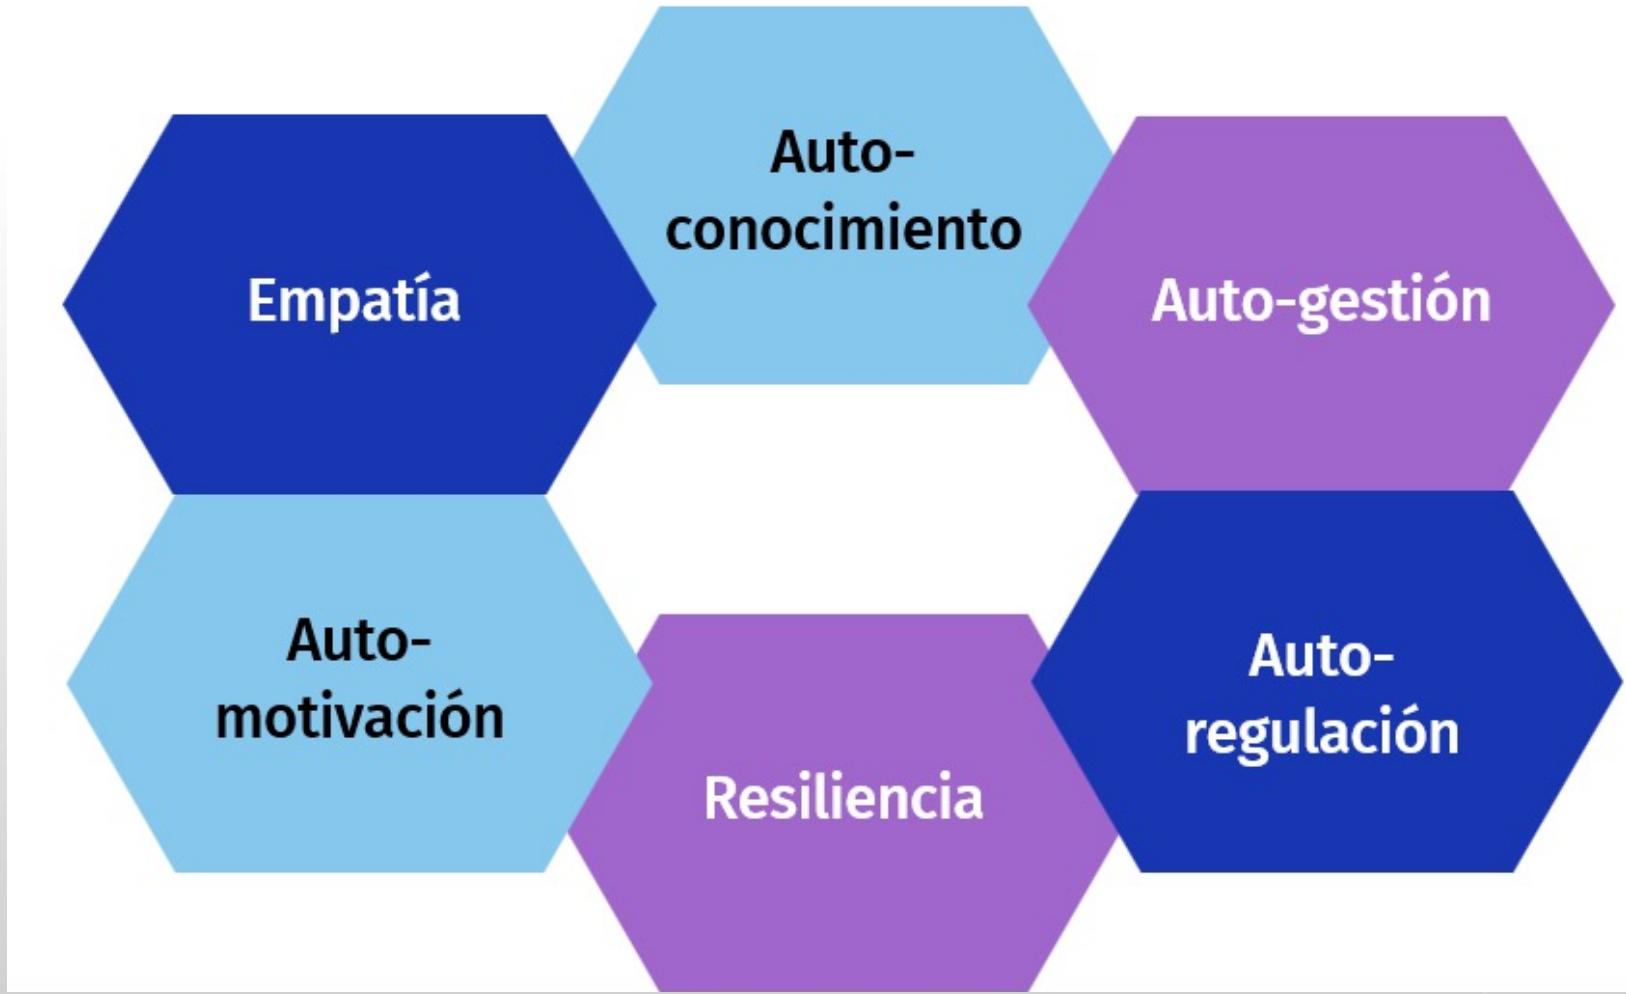 Auto-
conocimiento
Empatía
Auto-gestión
Auto-
motivación
Auto-
regulación
Resiliencia